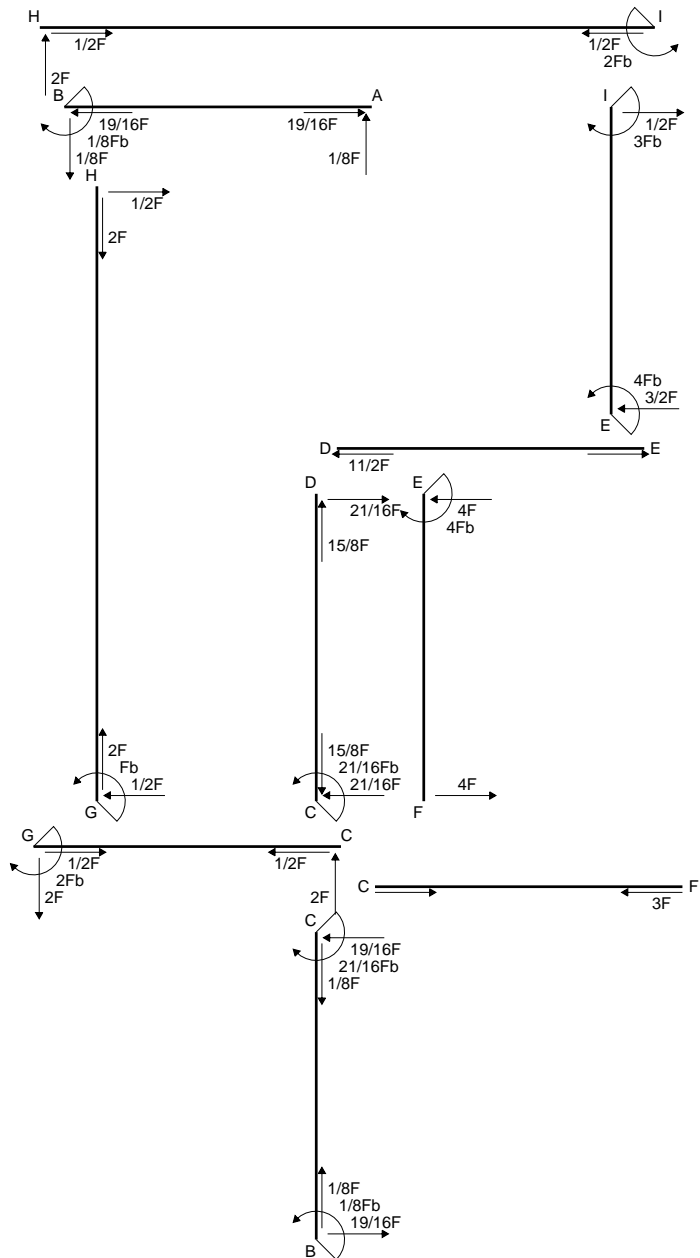 H
I
1/2F
1/2F
2Fb
2F
B
A
I
19/16F
19/16F
1/2F
1/8Fb
3Fb
1/8F
1/8F
H
1/2F
2F
4Fb
3/2F
E
D
E
11/2F
D
E
21/16F
4F
4Fb
15/8F
2F
15/8F
Fb
21/16Fb
1/2F
21/16F
4F
G
C
F
G
C
1/2F
1/2F
2Fb
2F
2F
C
F
3F
C
19/16F
21/16Fb
1/8F
1/8F
1/8Fb
19/16F
B